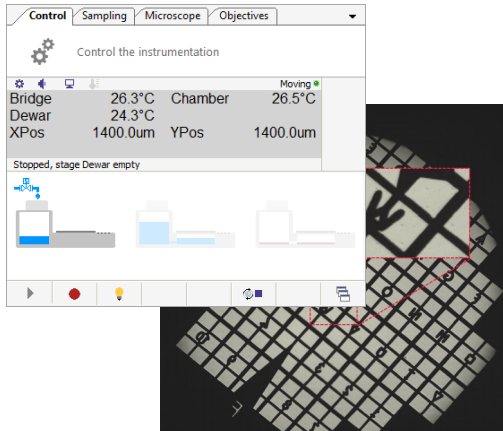 Control Sampling Microscope Objectives
Control the instrumentation
Moving
Bridge 26.3°C Chamber 26.5°C
Dewar 24.3°C
XPos 1400.0um YPos 1400.0um
Stopped, stage Dewar empty